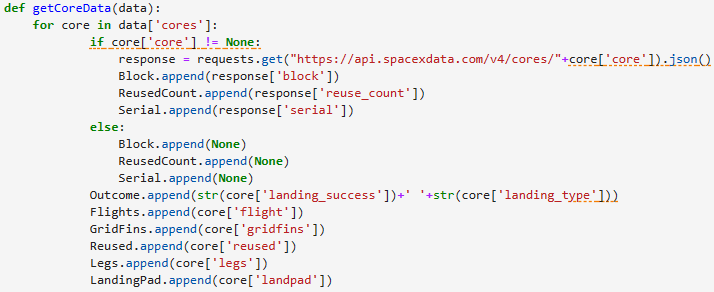 def getCoreData(data):
    for core in data['cores']:
            if core['core'] != None:
                response = requests.get("https://api.spacexdata.com/v4/cores/"+core['core']).json()
                Block.append(response['block'])
                ReusedCount.append(response['reuse_count'])
                Serial.append(response['serial'])
            else:
                Block.append(None)
                ReusedCount.append(None)
                Serial.append(None)
            Outcome.append(str(core['landing_success'])+' '+str(core['landing_type']))
            Flights.append(core['flight'])
            GridFins.append(core['gridfins'])
            Reused.append(core['reused'])
            Legs.append(core['legs'])
            LandingPad.append(core['landpad'])